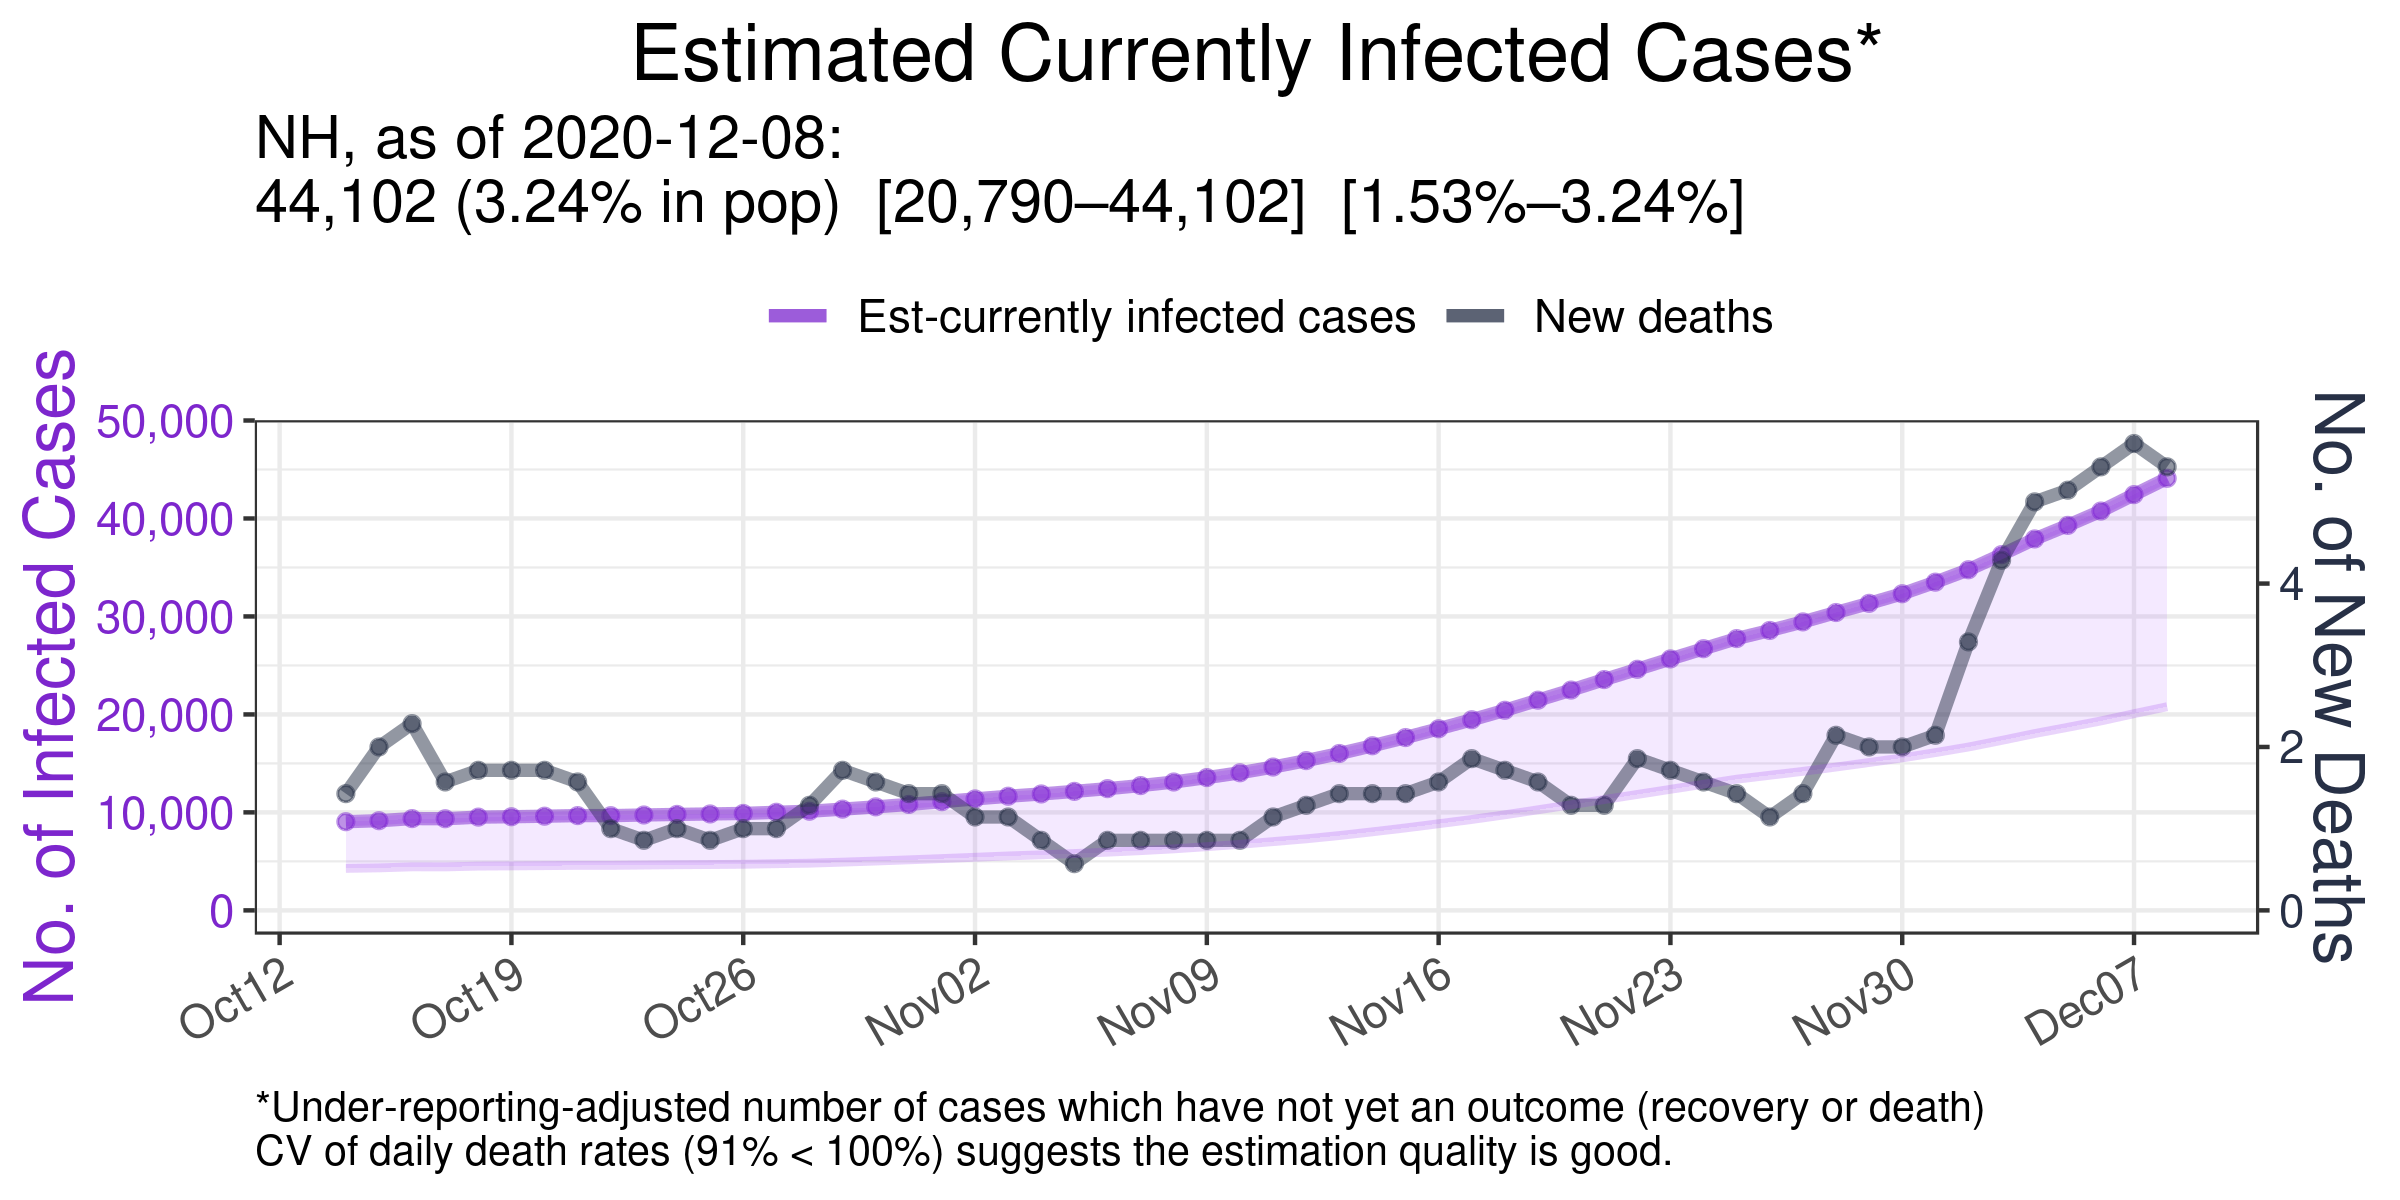 Estimated Currently Infected Cases*
NH, as of 2020-12-08:
44,102 (3.24% in pop)  [20,790–44,102]  [1.53%–3.24%]
Est-currently infected cases
New deaths
No. of Infected Cases
50,000
40,000
30,000
20,000
10,000
0
4
2
0
No. of New Deaths
Oct12
Oct19
Oct26
Nov02
Nov09
Nov16
Nov23
Nov30
Dec07
*Under-reporting-adjusted number of cases which have not yet an outcome (recovery or death)
CV of daily death rates (91% < 100%) suggests the estimation quality is good.